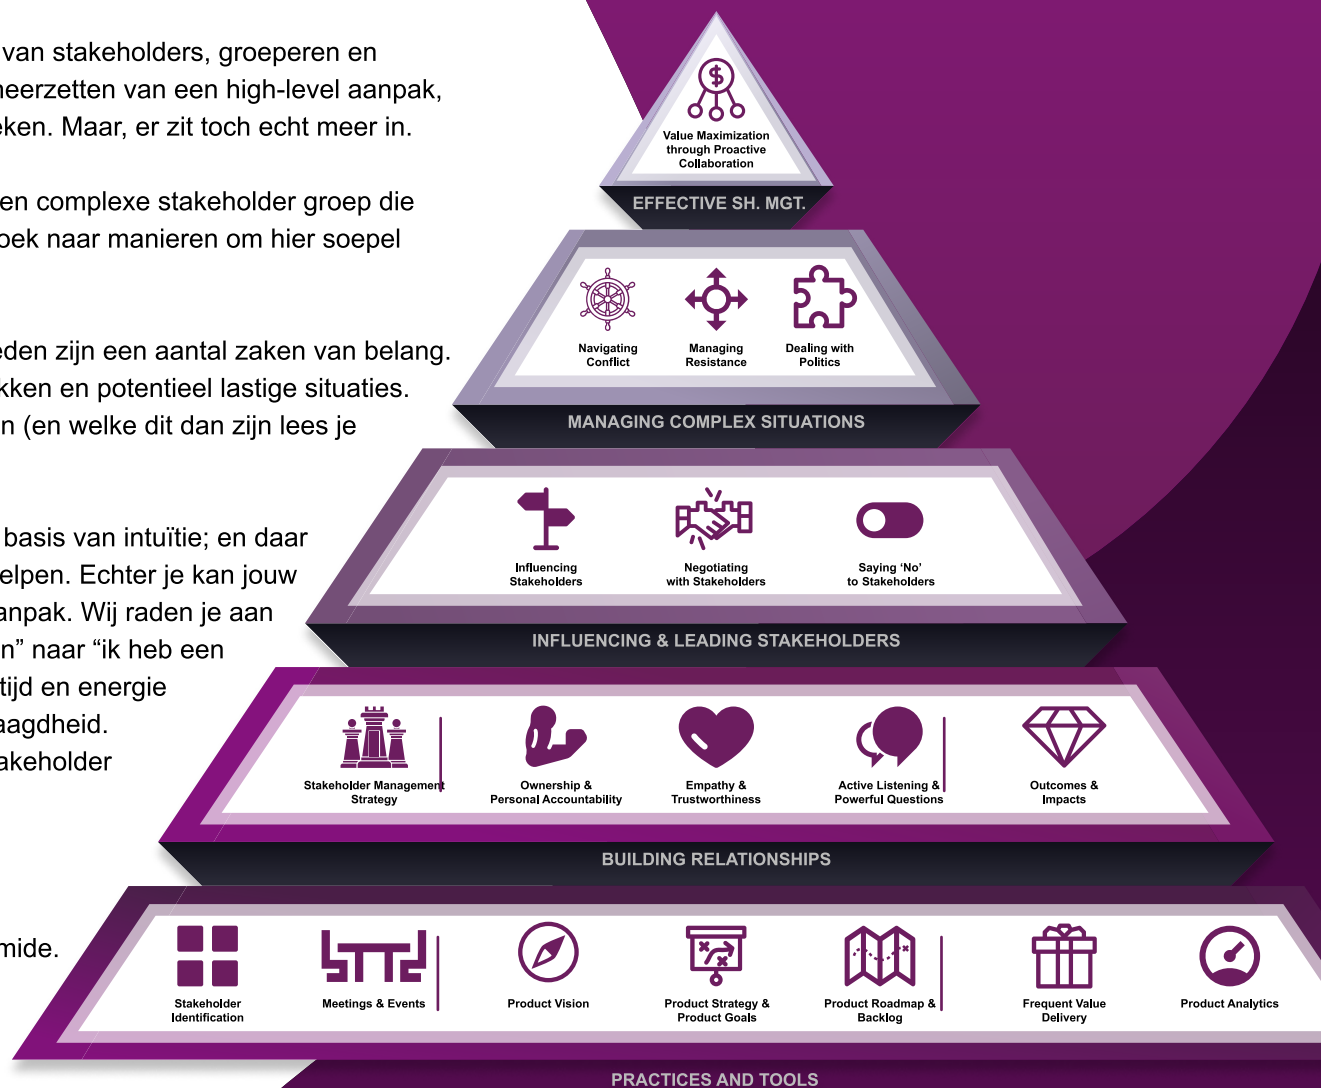 van stakeholders, groeperen en
neerzetten van een high-level aanpak,
eken. Maar, er zit toch echt meer in.
en complexe stakeholder groep die
oek naar manieren om hier soepel
eden zijn een aantal zaken van belang.
kken en potentieel lastige situaties.
n (en welke dit dan zijn lees je
basis van intuïtie; en daar
elpen. Echter je kan jouw
anpak. Wij raden je aan
n” naar “ik heb een
tijd en energie
aagdheid.
akeholder
mide.
Value Maximization
through Proactive
Collaboration
EFFECTIVE SH. MGT.
Navigating
Conflict
Managing
Resistance
Dealing with
Politics
MANAGING COMPLEX SITUATIONS
Influencing
Stakeholders
Negotiating
with Stakeholders
Saying ‘No’
to Stakeholders
INFLUENCING & LEADING STAKEHOLDERS
Stakeholder Management
Strategy
Ownership &
Personal Accountability
Empathy &
Trustworthiness
Active Listening &
Powerful Questions
Outcomes &
Impacts
BUILDING RELATIONSHIPS
Stakeholder
Identification
Meetings & Events
Product Vision
Product Strategy &
Product Goals
Product Roadmap &
Backlog
Frequent Value
Delivery
Product Analytics
PRACTICES AND TOOLS